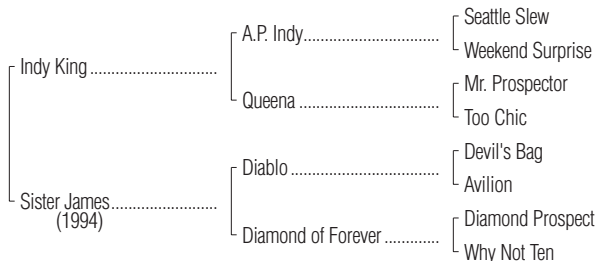 Seattle Slew
A.P. Indy..............................
Weekend Surprise
Indy King ............................
Mr. Prospector
Queena ...............................
Too Chic
Devil's Bag
Diablo .................................
Avilion
Sister James.......................
(1994)
Diamond Prospect
Diamond of Forever ............
Why Not Ten